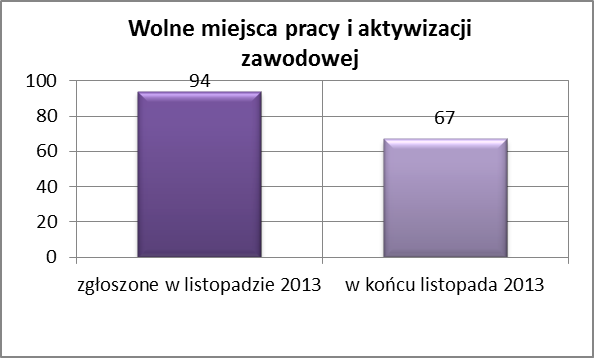 Wolne miejsca pracy i aktywizacji
zawodowej
100
80
60
40
20
0
94
67
zgłoszone w listopadzie 2013
w końcu listopada 2013